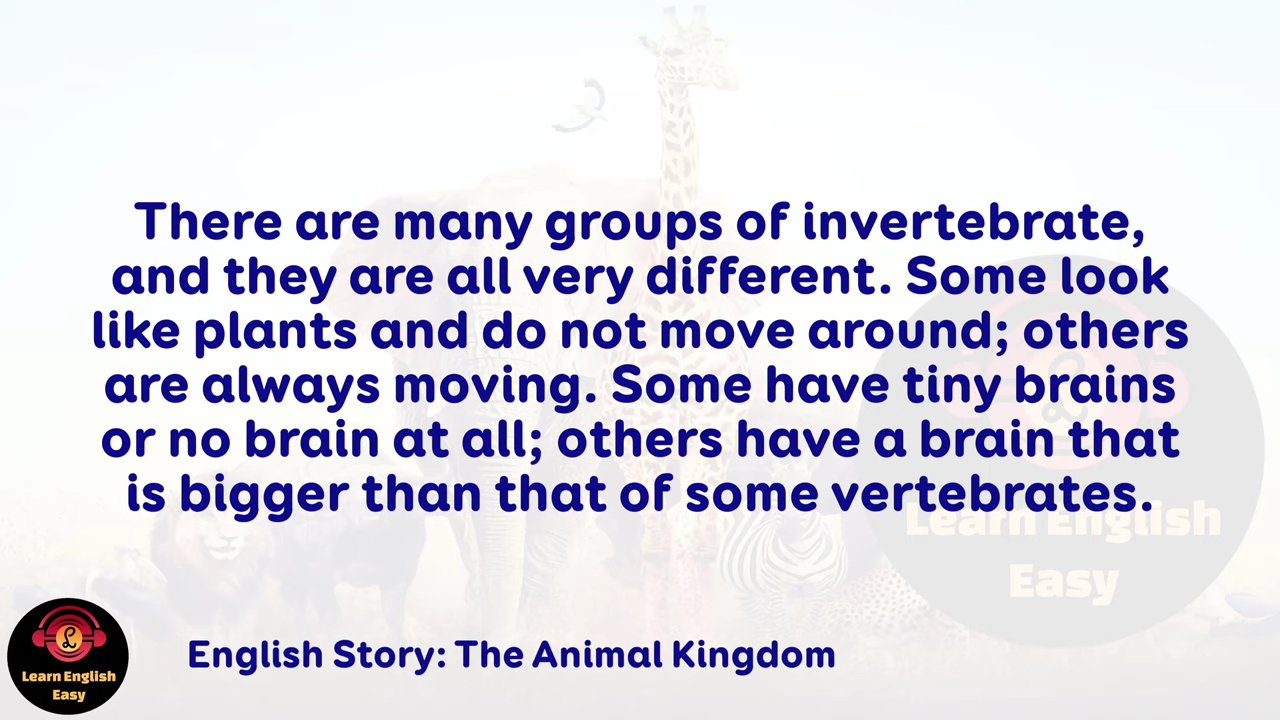 There are many groups of invertebrate,
and they are all very different. Some look
like plants and do not move around; others
are always moving. Some have tiny brains
or no brain at all; others have a brain that
is bigger than that of some vertebrates.
Learn English
Easy
English Story: The Animal Kingdom
Learn English
Easy